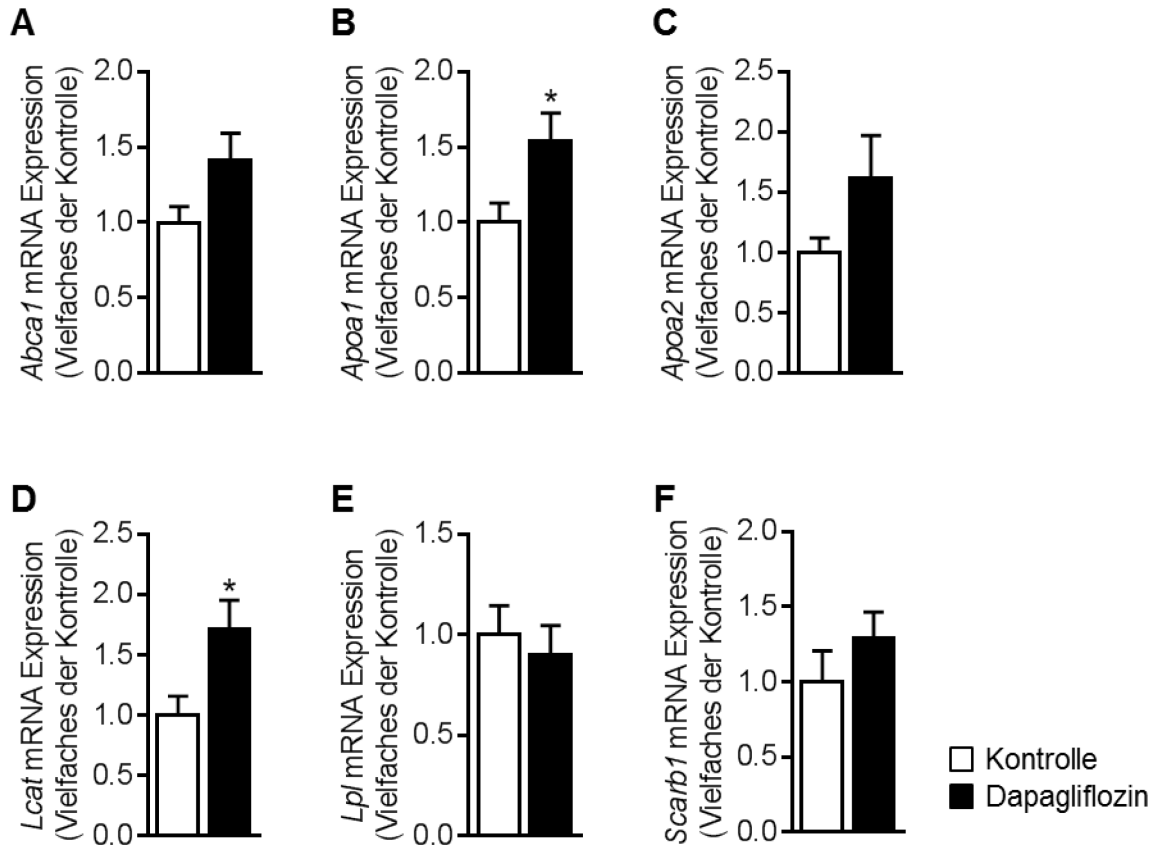 A
Abca1 mRNA Expression
(Vielfaches der Kontrolle)
2.0
1.5
1.0
0.5
0.0
B
Apoa1 mRNA Expression
(Vielfaches der Kontrolle)
2.0
1.5
1.0
0.5
0.0
*
C
Apoa2 mRNA Expression
(Vielfaches der Kontrolle)
2.5
2.0
1.5
1.0
0.5
0.0
D
Lcat mRNA Expression
(Vielfaches der Kontrolle)
2.5
2.0
1.5
1.0
0.5
0.0
*
E
Lpl mRNA Expression
(Vielfaches der Kontrolle)
1.5
1.0
0.5
0.0
F
Scarb1 mRNA Expression
(Vielfaches der Kontrolle)
2.0
1.5
1.0
0.5
0.0
Kontrolle
Dapagliflozin